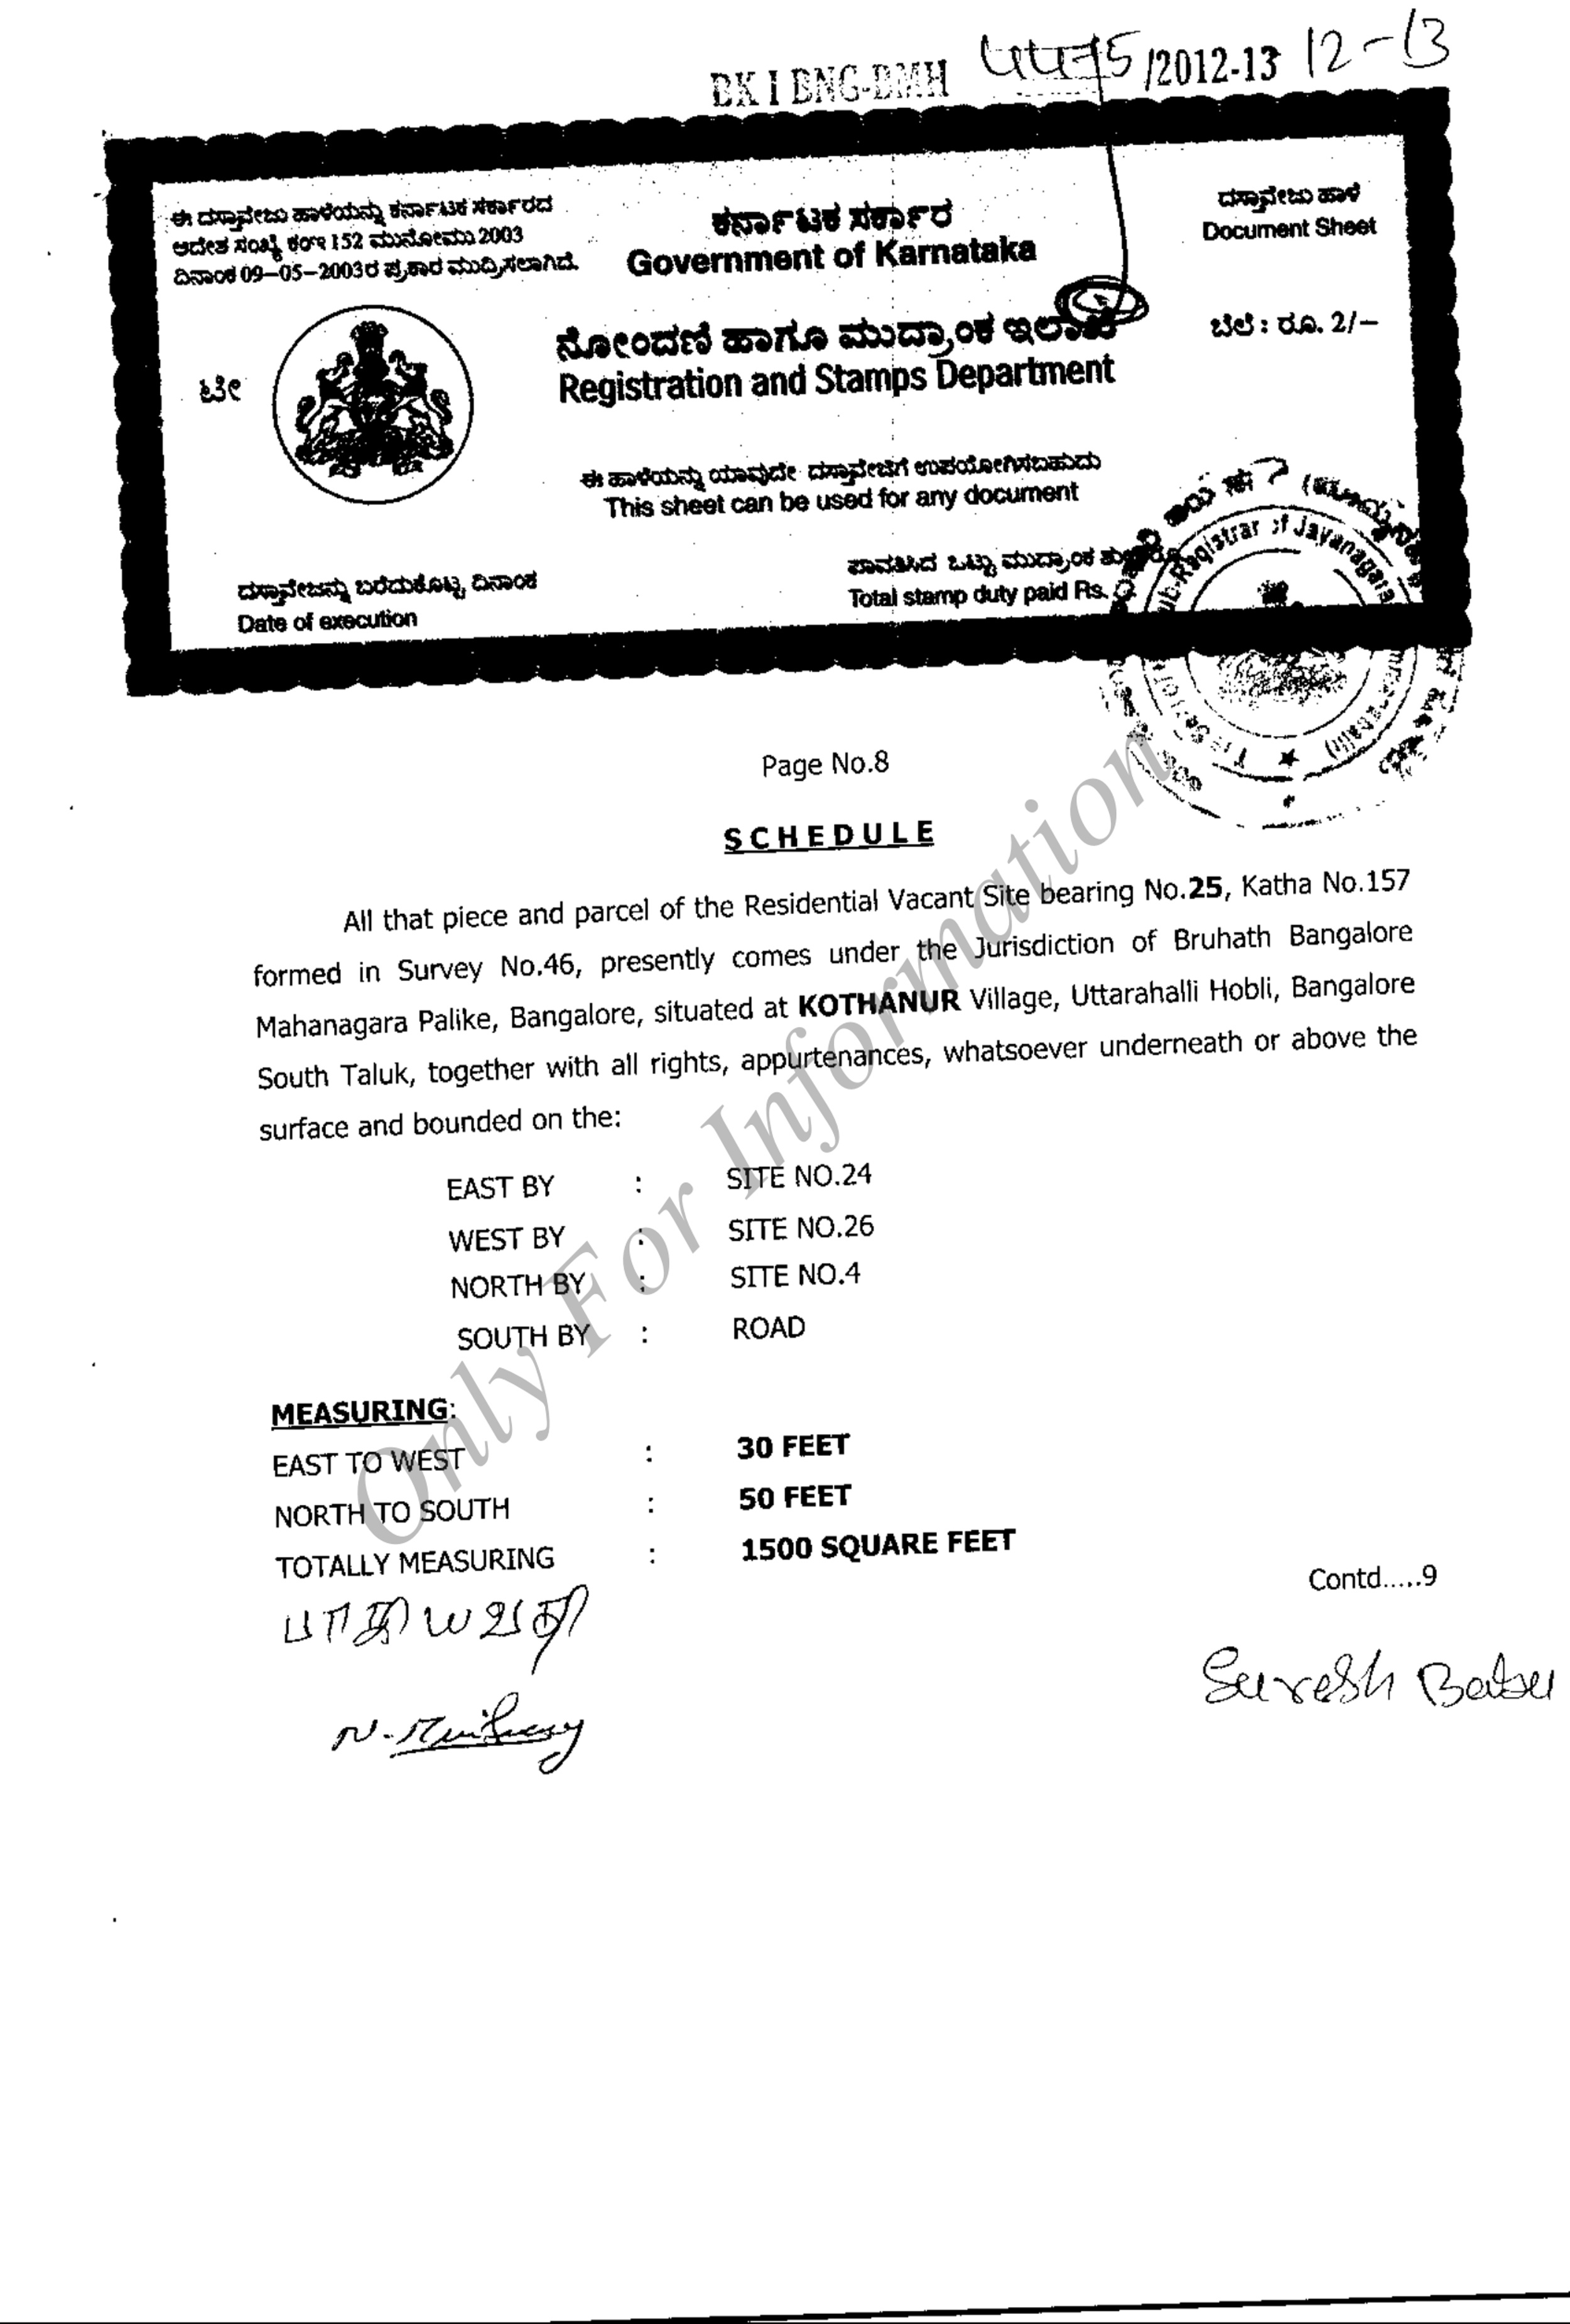 BK I BNG-BMH 4475/2012-13 12-13
ಈ ದಸ್ತಾವೇಜು ಹಾಳೆಯನ್ನು ಕರ್ನಾಟಕ ಸರ್ಕಾರದ
ಆದೇಶ ಸಂಖ್ಯೆ ಕಂಇ 152 ಮುನೋಮು 2003
ದಿನಾಂಕ 09-05-2003ರ ಪ್ರಕಾರ ಮುದ್ರಿಸಲಾಗಿದೆ.
ಕರ್ನಾಟಕ ಸರ್ಕಾರ
Government of Karnataka
ದಸ್ತಾವೇಜು ಹಾಳೆ
Document Sheet
ನೋಂದಣಿ ಹಾಗೂ ಮುದ್ರಾಂಕ ಇಲಾಖೆ
Registration and Stamps Department
ಬೆಲೆ : ರೂ. 2/-
ಟೀ
ಈ ಹಾಳೆಯನ್ನು ಯಾವುದೇ ದಸ್ತಾವೇಜಿಗೆ ಉಪಯೋಗಿಸಬಹುದು
This sheet can be used for any document
ದಸ್ತಾವೇಜನ್ನು ಬರೆದುಕೊಟ್ಟ ದಿನಾಂಕ
Date of execution
ಪಾವತಿಸಿದ ಒಟ್ಟು ಮುದ್ರಾಂಕ
Total stamp duty paid Rs.
Sub-Registrar of Jayanagara
Page No.8
SCHEDULE
All that piece and parcel of the Residential Vacant Site bearing No.25, Katha No.157
formed in Survey No.46, presently comes under the Jurisdiction of Bruhath Bangalore
Mahanagara Palike, Bangalore, situated at KOTHANUR Village, Uttarahalli Hobli, Bangalore
South Taluk, together with all rights, appurtenances, whatsoever underneath or above the
surface and bounded on the:
EAST BY : SITE NO.24
WEST BY : SITE NO.26
NORTH BY : SITE NO.4
SOUTH BY : ROAD
MEASURING:
EAST TO WEST : 30 FEET
NORTH TO SOUTH : 50 FEET
TOTALLY MEASURING : 1500 SQUARE FEET
Contd.....9
பாக்யவதி
Suresh Babu
Only For Information